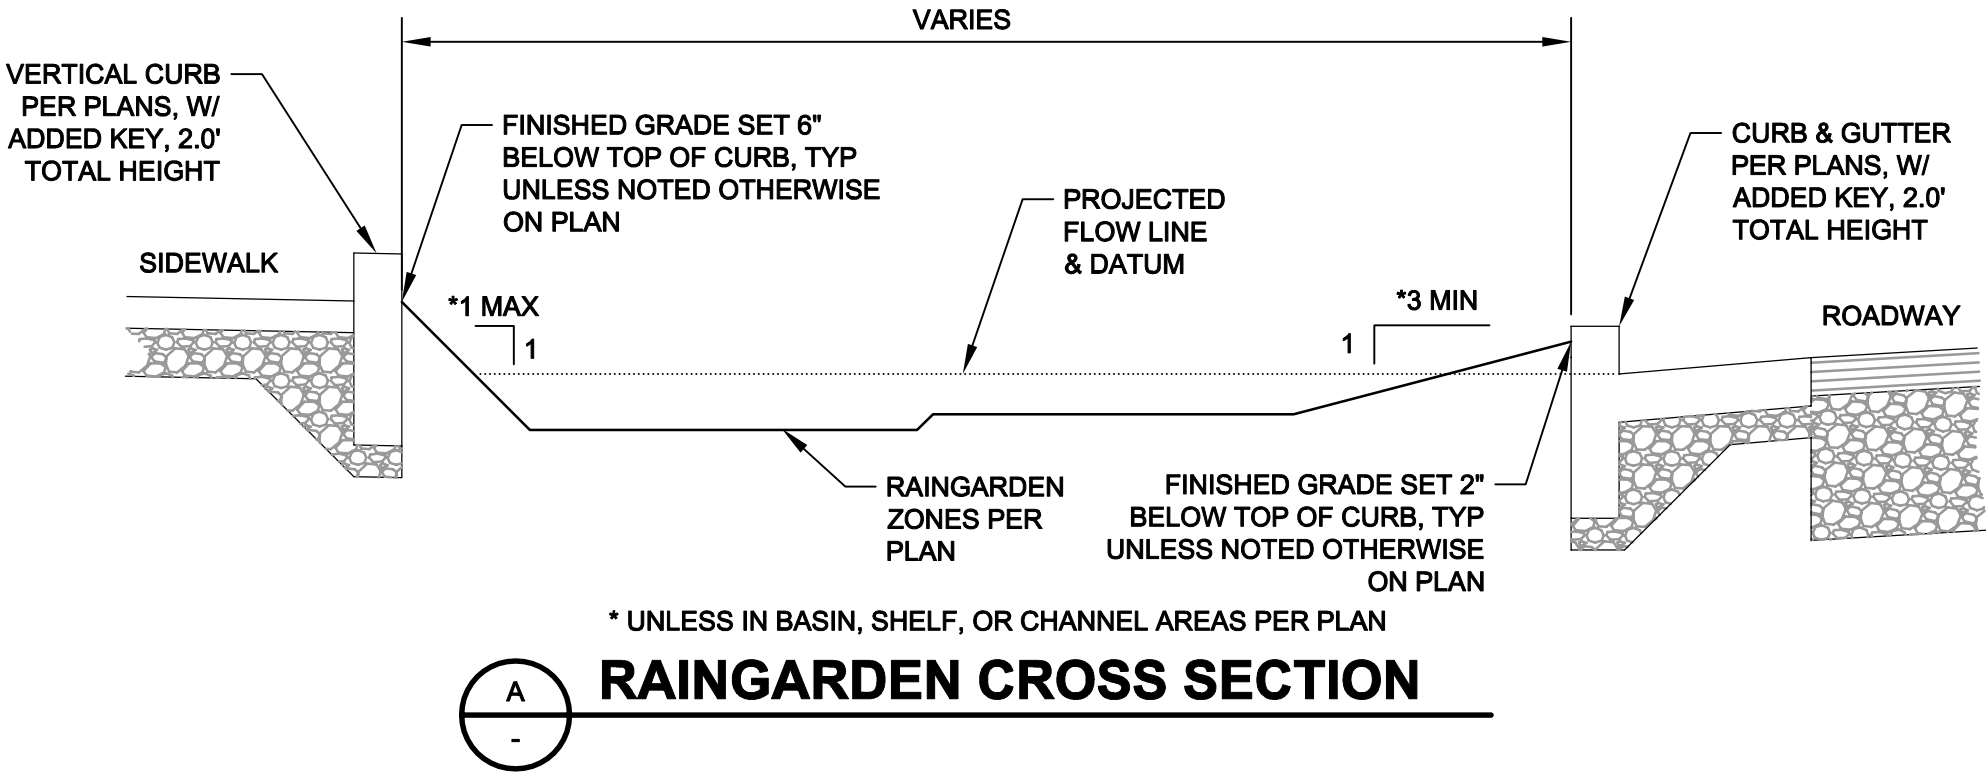 VARIES
VERTICAL CURB
PER PLANS, W/
ADDED KEY, 2.0'
TOTAL HEIGHT
FINISHED GRADE SET 6"
BELOW TOP OF CURB, TYP
UNLESS NOTED OTHERWISE
ON PLAN
PROJECTED
FLOW LINE
& DATUM
CURB & GUTTER
PER PLANS, W/
ADDED KEY, 2.0'
TOTAL HEIGHT
SIDEWALK
*1 MAX
1
*3 MIN
1
ROADWAY
RAINGARDEN
ZONES PER
PLAN
FINISHED GRADE SET 2"
BELOW TOP OF CURB, TYP
UNLESS NOTED OTHERWISE
ON PLAN
* UNLESS IN BASIN, SHELF, OR CHANNEL AREAS PER PLAN
A
-
RAINGARDEN CROSS SECTION